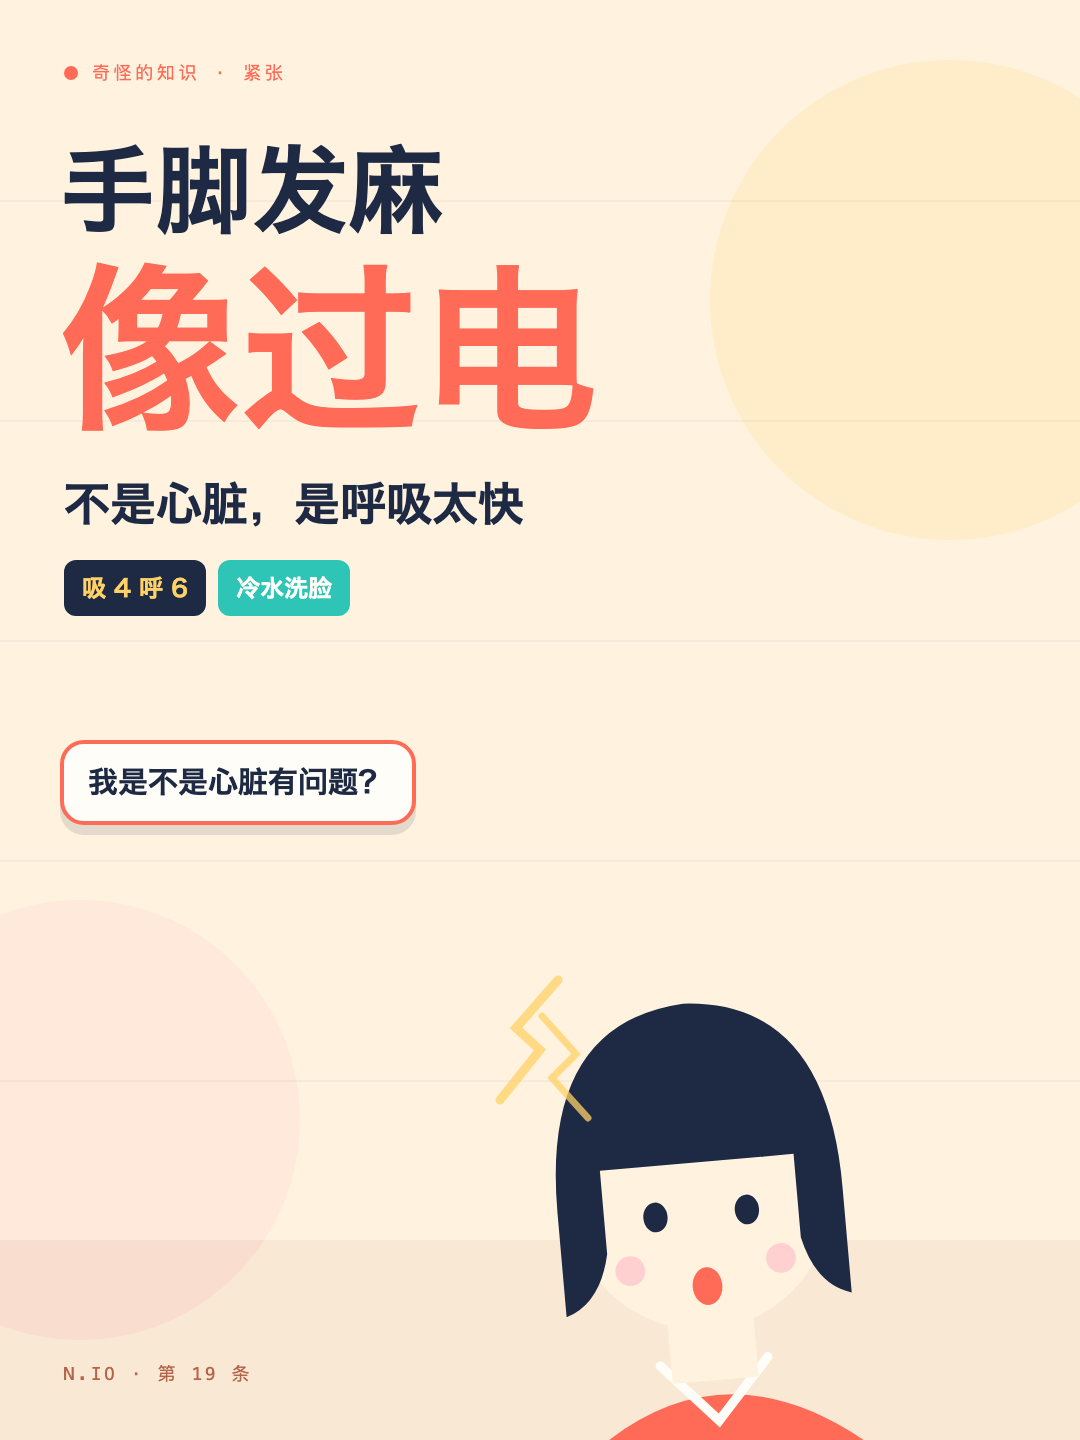 奇怪的知识 · 紧张
手脚发麻
像过电
不是心脏，是呼吸太快
吸 4 呼 6
冷水洗脸
我是不是心脏有问题？
N.IO · 第 19 条